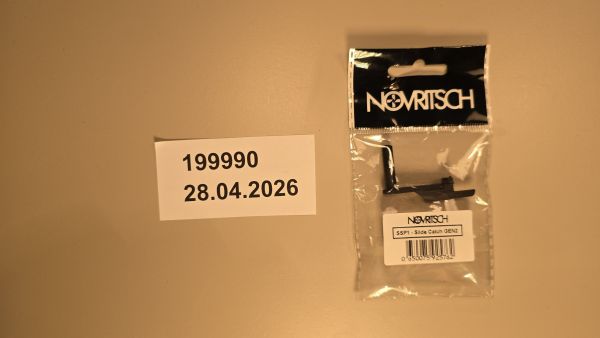 199990
28.04.2026
NOVRITSCH
NOVRITSCH
SSP1 - Slide Catch GEN2